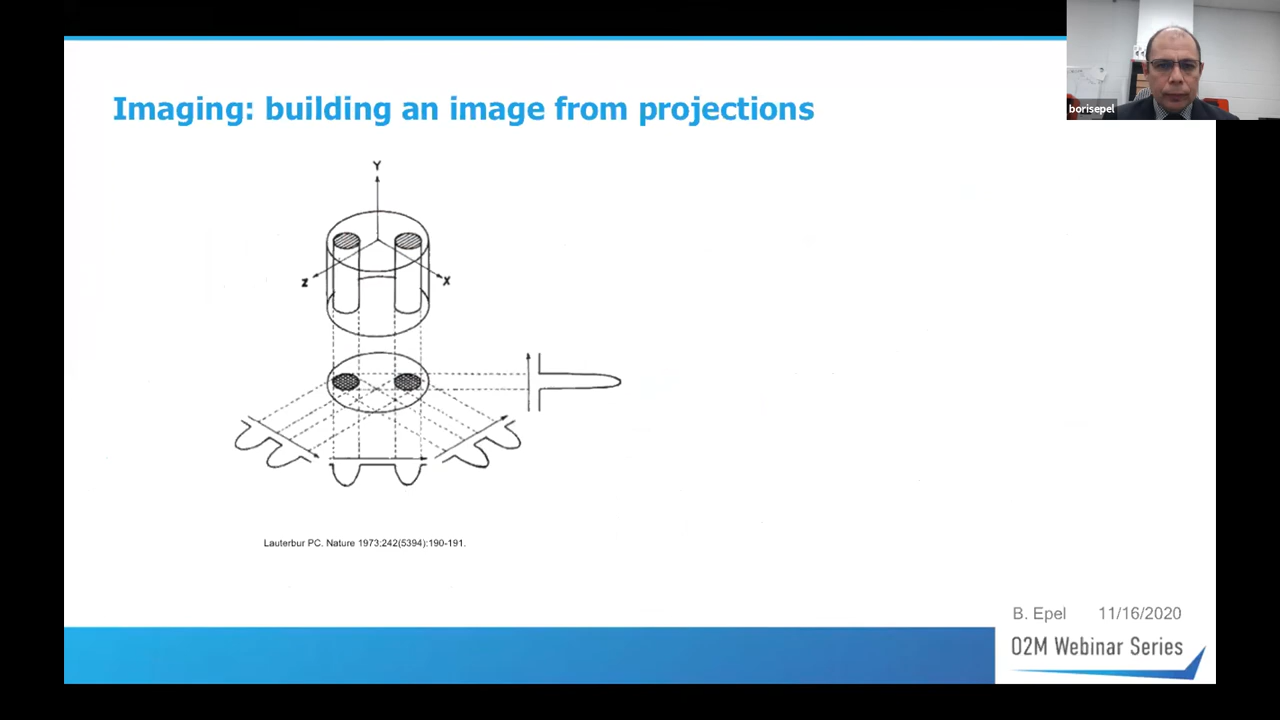 borisepel
Imaging: building an image from projections
Y
Z
X
Lauterbur PC. Nature 1973;242(5394):190-191.
B. Epel 11/16/2020
O2M Webinar Series